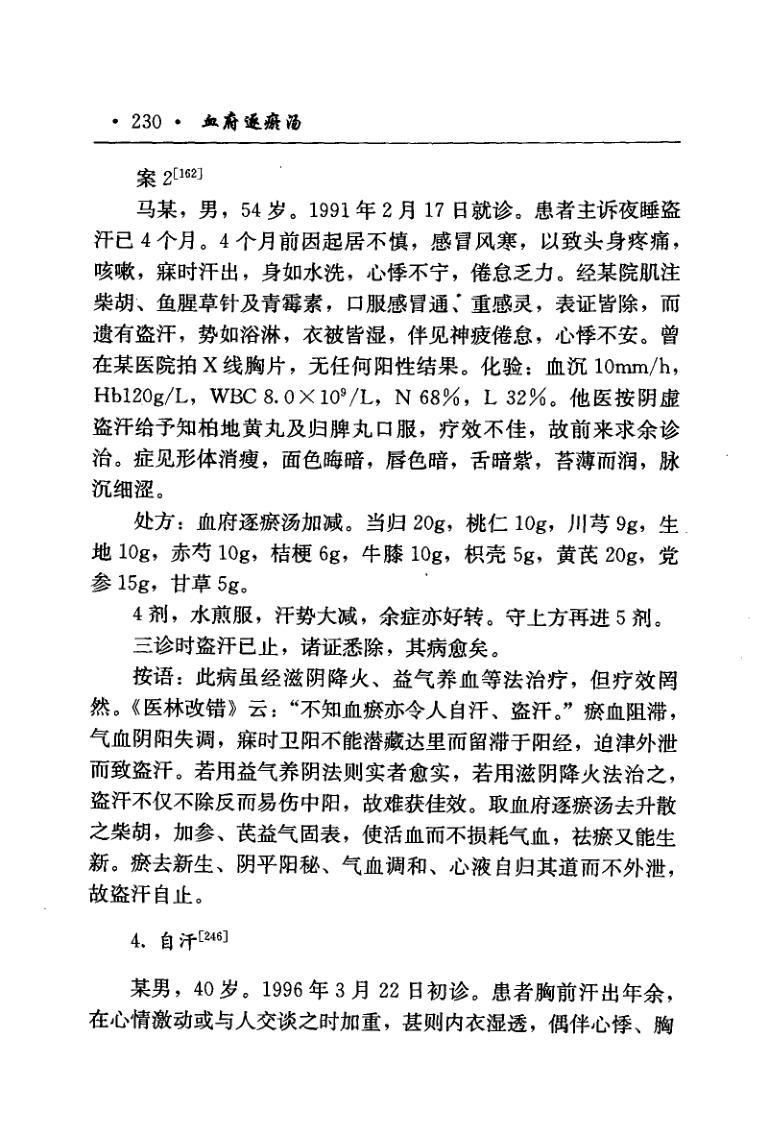 · 230 · 血府逐瘀汤
案 2[162]
马某，男，54 岁。1991 年 2 月 17 日就诊。患者主诉夜睡盗
汗已 4 个月。4 个月前因起居不慎，感冒风寒，以致头身疼痛，
咳嗽，寐时汗出，身如水洗，心悸不宁，倦怠乏力。经某院肌注
柴胡、鱼腥草针及青霉素，口服感冒通、重感灵，表证皆除，而
遗有盗汗，势如浴淋，衣被皆湿，伴见神疲倦怠，心悸不安。曾
在某医院拍 X 线胸片，无任何阳性结果。化验：血沉 10mm/h，
Hb120g/L，WBC 8.0×10⁹/L，N 68%，L 32%。他医按阴虚
盗汗给予知柏地黄丸及归脾丸口服，疗效不佳，故前来求余诊
治。症见形体消瘦，面色晦暗，唇色暗，舌暗紫，苔薄而润，脉
沉细涩。
处方：血府逐瘀汤加减。当归 20g，桃仁 10g，川芎 9g，生
地 10g，赤芍 10g，桔梗 6g，牛膝 10g，枳壳 5g，黄芪 20g，党
参 15g，甘草 5g。
4 剂，水煎服，汗势大减，余症亦好转。守上方再进 5 剂。
三诊时盗汗已止，诸证悉除，其病愈矣。
按语：此病虽经滋阴降火、益气养血等法治疗，但疗效罔
然。《医林改错》云：“不知血瘀亦令人自汗、盗汗。”瘀血阻滞，
气血阴阳失调，寐时卫阳不能潜藏达里而留滞于阳经，迫津外泄
而致盗汗。若用益气养阴法则实者愈实，若用滋阴降火法治之，
盗汗不仅不除反而易伤中阳，故难获佳效。取血府逐瘀汤去升散
之柴胡，加参、芪益气固表，使活血而不损耗气血，祛瘀又能生
新。瘀去新生、阴平阳秘、气血调和、心液自归其道而不外泄，
故盗汗自止。
4. 自汗[246]
某男，40 岁。1996 年 3 月 22 日初诊。患者胸前汗出年余，
在心情激动或与人交谈之时加重，甚则内衣湿透，偶伴心悸、胸